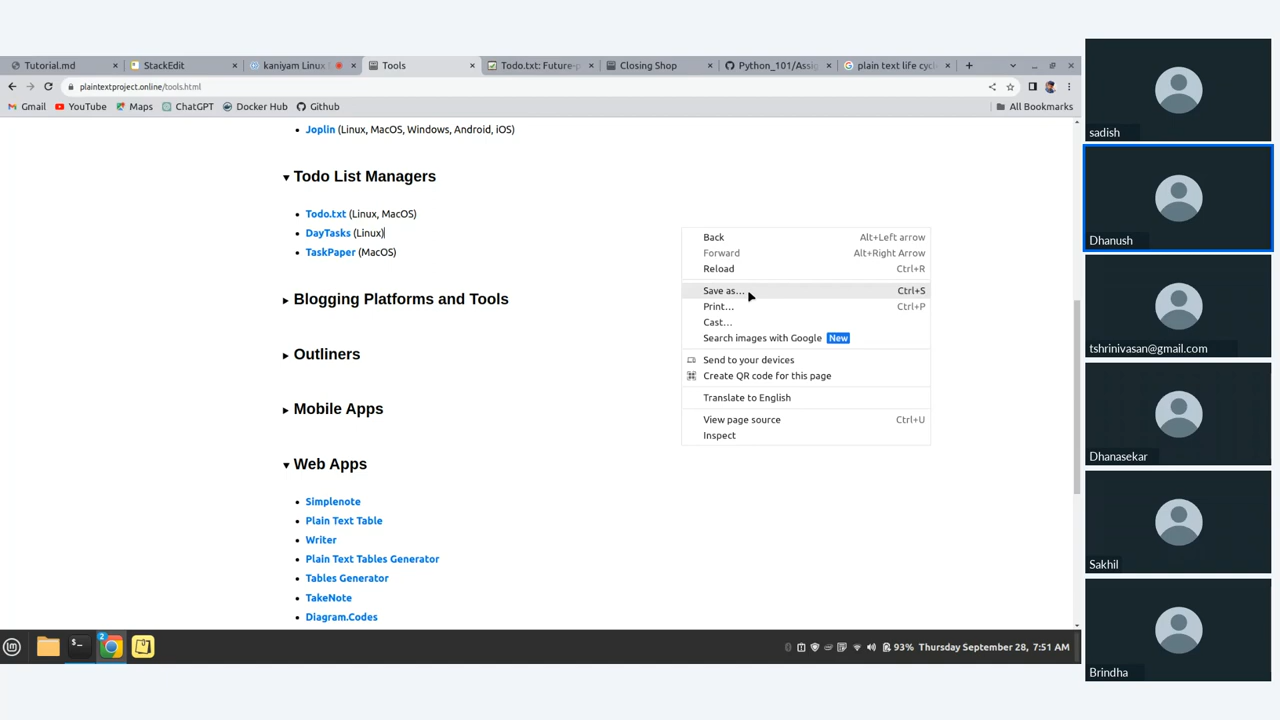 Tutorial.md
StackEdit
kaniyam Linux
Tools
Todo.txt: Future-p
Closing Shop
Python_101/Assig
plain text life cyc
plaintextproject.online/tools.html
Gmail YouTube Maps ChatGPT Docker Hub Github All Bookmarks
Joplin (Linux, MacOS, Windows, Android, iOS)
Todo List Managers
Todo.txt (Linux, MacOS)
DayTasks (Linux)
TaskPaper (MacOS)
Blogging Platforms and Tools
Outliners
Mobile Apps
Web Apps
Simplenote
Plain Text Table
Writer
Plain Text Tables Generator
Tables Generator
TakeNote
Diagram.Codes
Back Alt+Left arrow
Forward Alt+Right Arrow
Reload Ctrl+R
Save as... Ctrl+S
Print... Ctrl+P
Cast...
Search images with Google New
Send to your devices
Create QR code for this page
Translate to English
View page source Ctrl+U
Inspect
2
93% Thursday September 28, 7:51 AM
sadish
Dhanush
tshrinivasan@gmail.com
Dhanasekar
Sakhil
Brindha